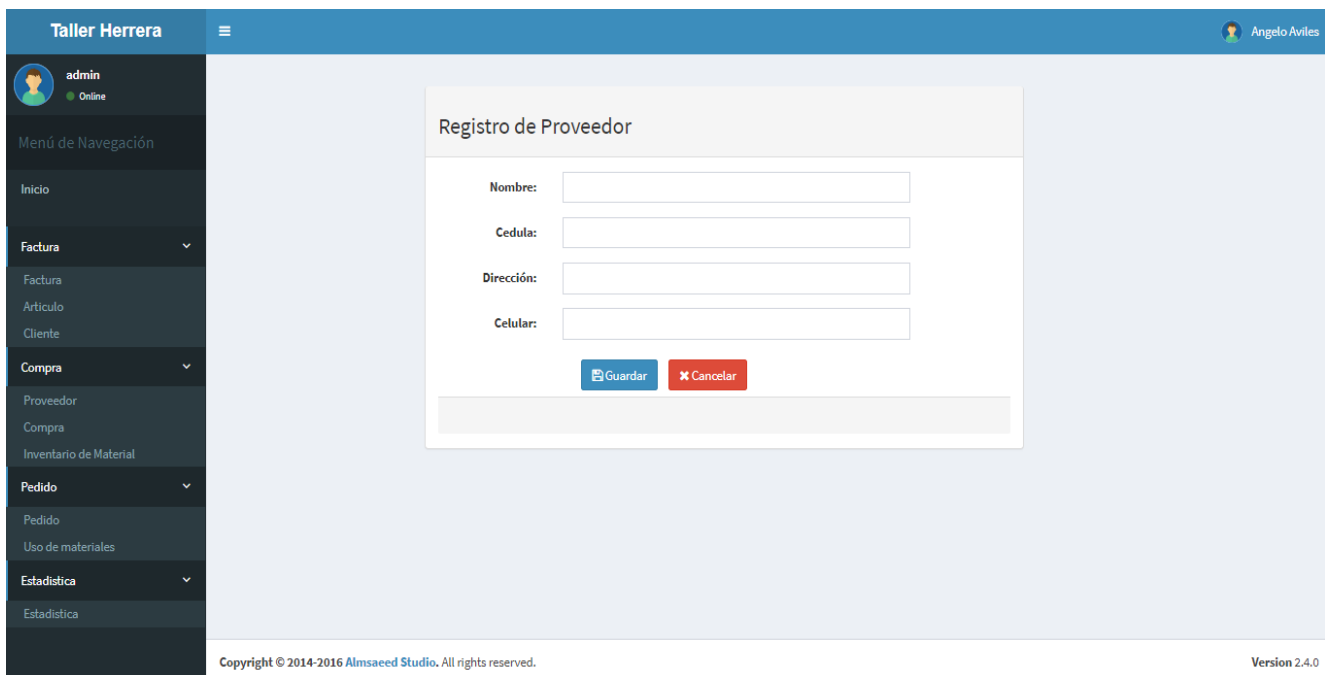 Taller Herrera
Angelo Aviles
admin
Online
Menú de Navegación
Inicio
Factura
Factura
Articulo
Cliente
Compra
Proveedor
Compra
Inventario de Material
Pedido
Pedido
Uso de materiales
Estadistica
Estadistica
Registro de Proveedor
Nombre:
Cedula:
Dirección:
Celular:
Guardar
Cancelar
Copyright © 2014-2016 Almsaeed Studio. All rights reserved.
Version 2.4.0